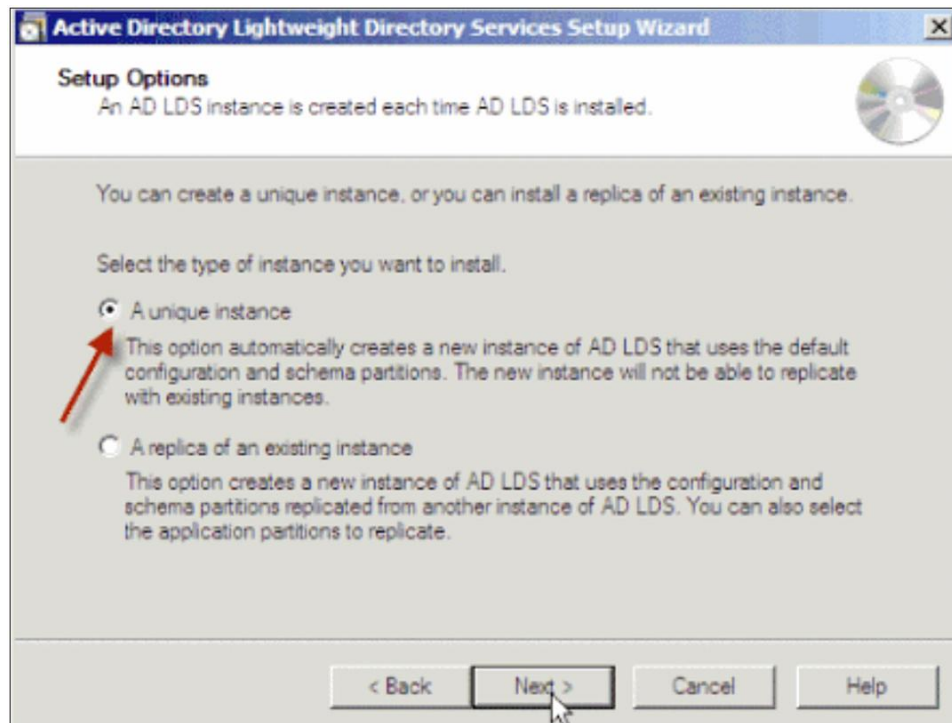 Active Directory Lightweight Directory Services Setup Wizard
Setup Options
An AD LDS instance is created each time AD LDS is installed.
You can create a unique instance, or you can install a replica of an existing instance.
Select the type of instance you want to install.
A unique instance
This option automatically creates a new instance of AD LDS that uses the default
configuration and schema partitions. The new instance will not be able to replicate
with existing instances.
A replica of an existing instance
This option creates a new instance of AD LDS that uses the configuration and
schema partitions replicated from another instance of AD LDS. You can also select
the application partitions to replicate.
< Back Next > Cancel Help